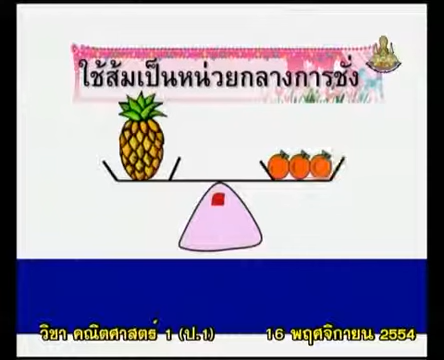 ใช้ส้มเป็นหน่วยกลางการชั่ง
วิชา คณิตศาสตร์ 1 (ป.1) 16 พฤศจิกายน 2554